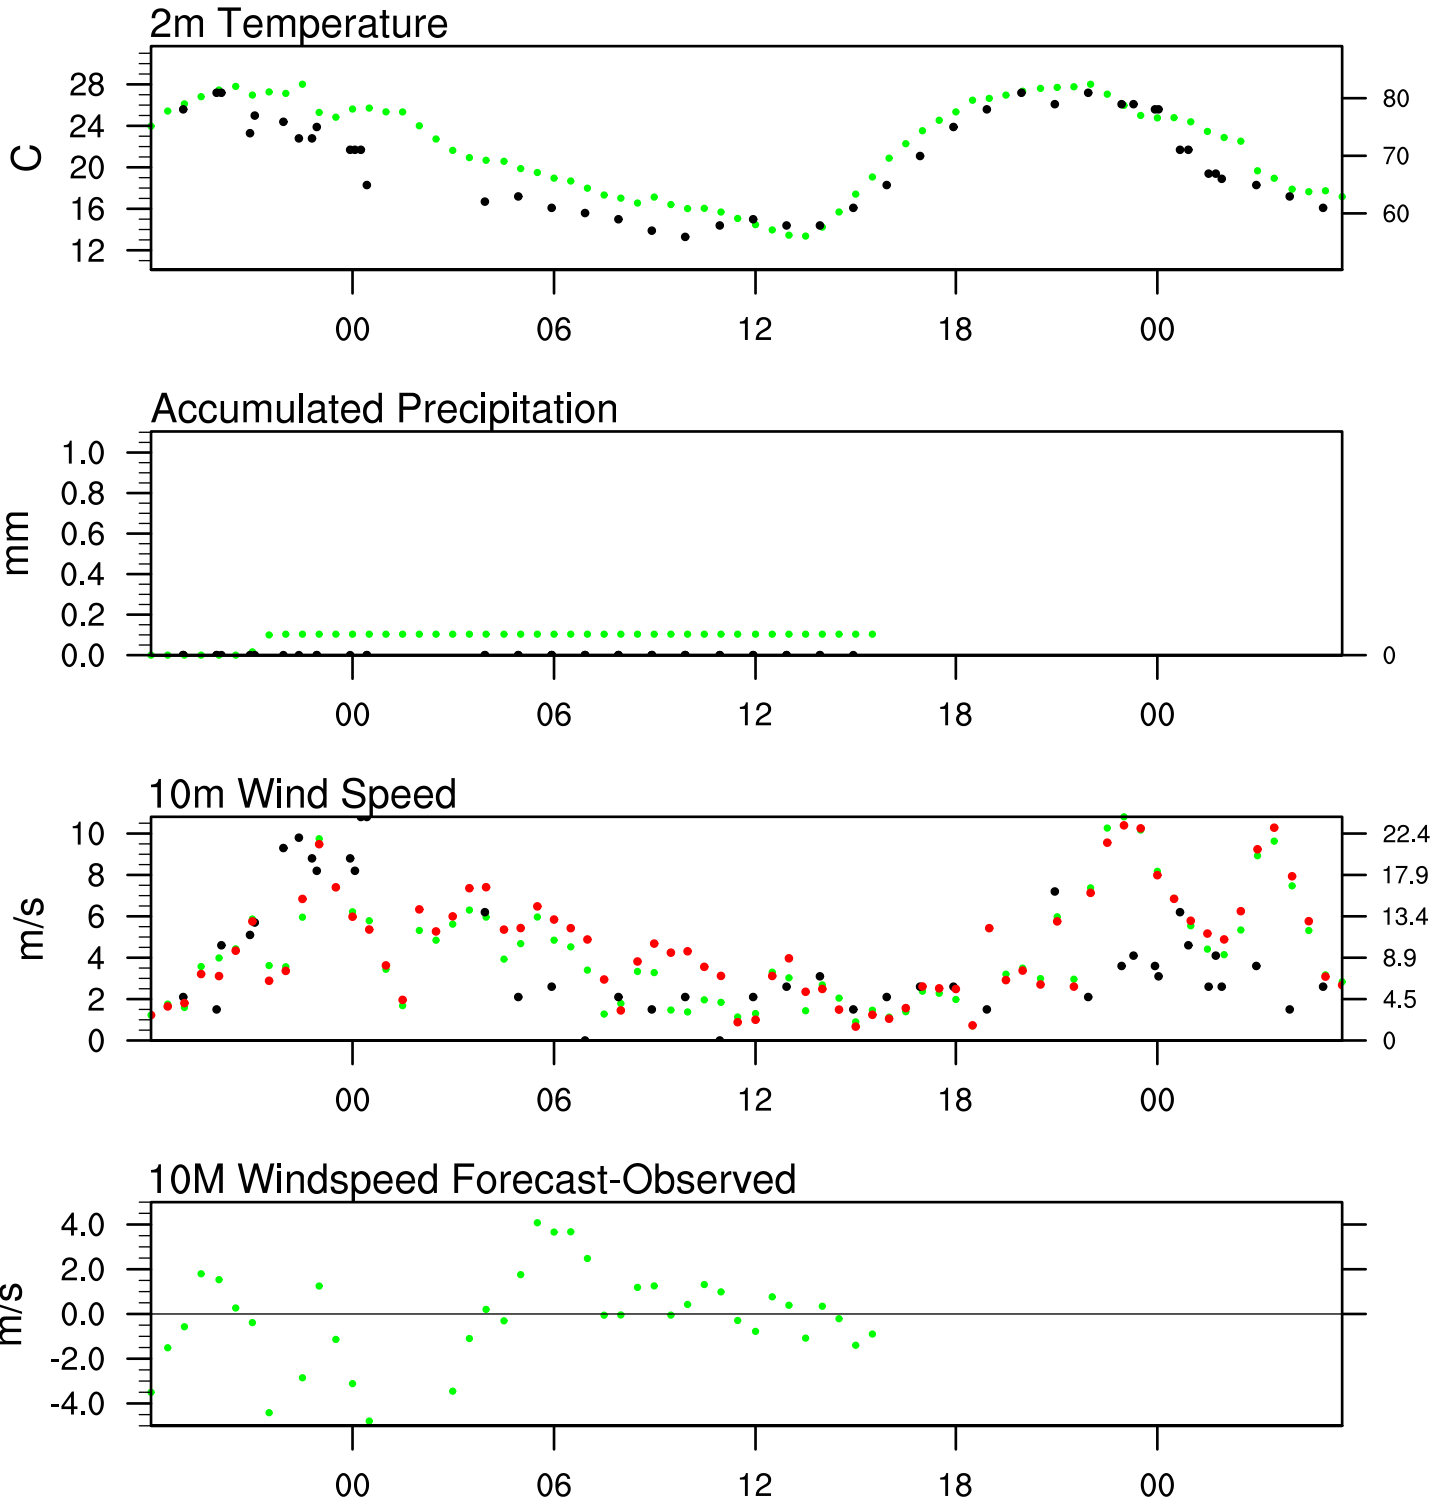 2m Temperature
C
28
24
20
16
12
80
70
60
00 06 12 18 00
Accumulated Precipitation
mm
1.0
0.8
0.6
0.4
0.2
0.0
0
00 06 12 18 00
10m Wind Speed
m/s
10
8
6
4
2
0
22.4
17.9
13.4
8.9
4.5
0
00 06 12 18 00
10M Windspeed Forecast-Observed
m/s
4.0
2.0
0.0
-2.0
-4.0
00 06 12 18 00